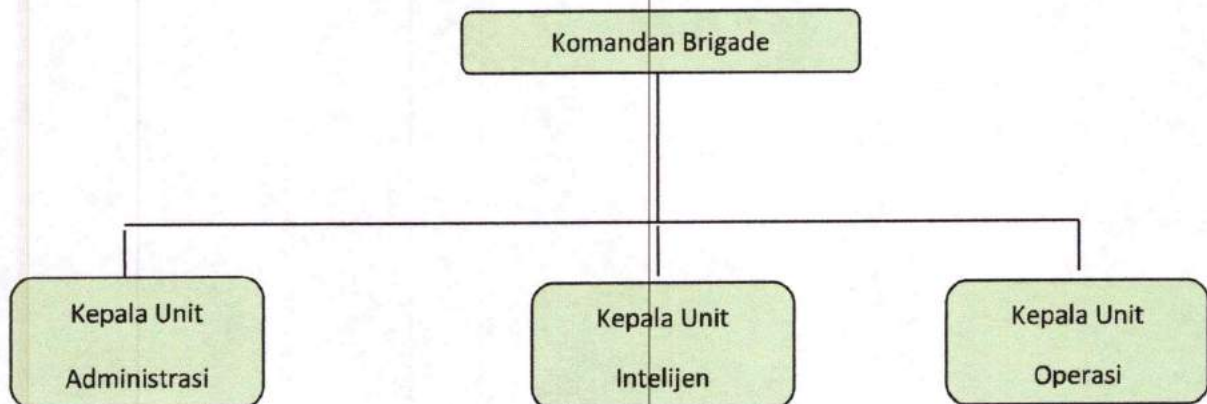 Komandan Brigade
Kepala Unit
Administrasi
Kepala Unit
Intelijen
Kepala Unit
Operasi